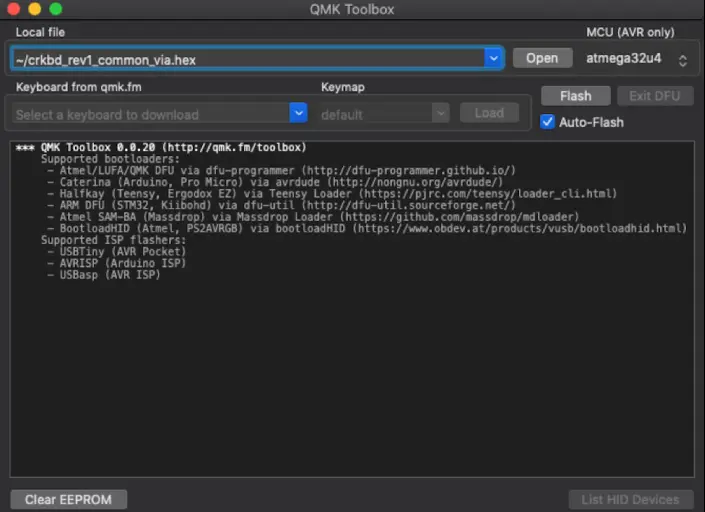 QMK Toolbox
Local file
MCU (AVR only)
~/crkbd_rev1_common_via.hex
Open
atmega32u4
Keyboard from qmk.fm
Keymap
Flash
Exit DFU
Select a keyboard to download
default
Load
Auto-Flash
*** QMK Toolbox 0.0.20 (http://qmk.fm/toolbox)
Supported bootloaders:
- Atmel/LUFA/QMK DFU via dfu-programmer (http://dfu-programmer.github.io/)
- Caterina (Arduino, Pro Micro) via avrdude (http://nongnu.org/avrdude/)
- Halfkay (Teensy, Ergodox EZ) via Teensy Loader (https://pjrc.com/teensy/loader_cli.html)
- ARM DFU (STM32, Kiibohd) via dfu-util (http://dfu-util.sourceforge.net/)
- Atmel SAM-BA (Massdrop) via Massdrop Loader (https://github.com/massdrop/mdloader)
- BootloadHID (Atmel, PS2AVRGB) via bootloadHID (https://www.obdev.at/products/vusb/bootloadhid.html)
Supported ISP flashers:
- USBTiny (AVR Pocket)
- AVRISP (Arduino ISP)
- USBasp (AVR ISP)
Clear EEPROM
List HID Devices